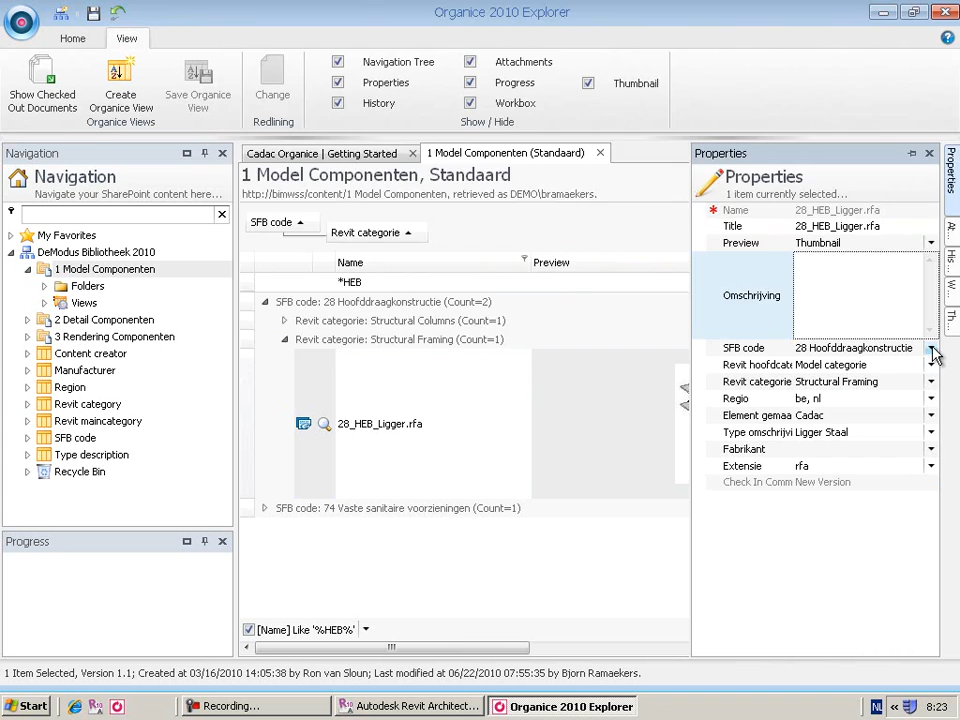 Organice 2010 Explorer
Home
View
Show Checked Out Documents
Create Organice View
Save Organice View
Organice Views
Change
Redlining
Navigation Tree
Properties
History
Attachments
Progress
Workbox
Thumbnail
Show / Hide
Navigation
Navigation
Navigate your SharePoint content here...
My Favorites
DeModus Bibliotheek 2010
1 Model Componenten
Folders
Views
2 Detail Componenten
3 Rendering Componenten
Content creator
Manufacturer
Region
Revit category
Revit maincategory
SFB code
Type description
Recycle Bin
Progress
Cadac Organice | Getting Started
1 Model Componenten (Standaard)
1 Model Componenten, Standaard
http://bimwss/content/1 Model Componenten, retrieved as DEMO\bramaekers.
SFB code
Revit categorie
Name
Preview
*HEB
SFB code: 28 Hoofddraagkonstructie (Count=2)
Revit categorie: Structural Columns (Count=1)
Revit categorie: Structural Framing (Count=1)
28_HEB_Ligger.rfa
SFB code: 74 Vaste sanitaire voorzieningen (Count=1)
[Name] Like '%HEB%'
Properties
Properties
1 item currently selected...
Name 28_HEB_Ligger.rfa
Title 28_HEB_Ligger.rfa
Preview Thumbnail
Omschrijving
SFB code 28 Hoofddraagkonstructie
Revit hoofdcate Model categorie
Revit categorie Structural Framing
Regio be, nl
Element gemaa Cadac
Type omschrijvi Ligger Staal
Fabrikant
Extensie rfa
Check In Comm New Version
Properties
At...
His...
W...
Th...
1 Item Selected, Version 1.1; Created at 03/16/2010 14:05:38 by Ron van Sloun; Last modified at 06/22/2010 07:55:35 by Bjorn Ramaekers.
Start
Recording...
Autodesk Revit Architect...
Organice 2010 Explorer
NL
8:23